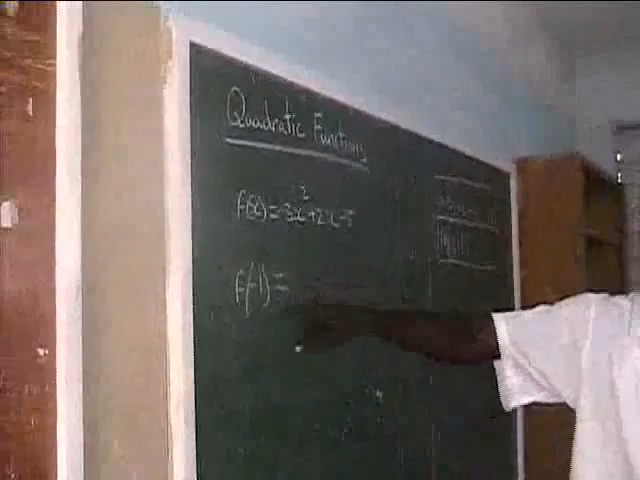 Quadratic Functions
f(x) = 3x²+2x-5
f(-1) =